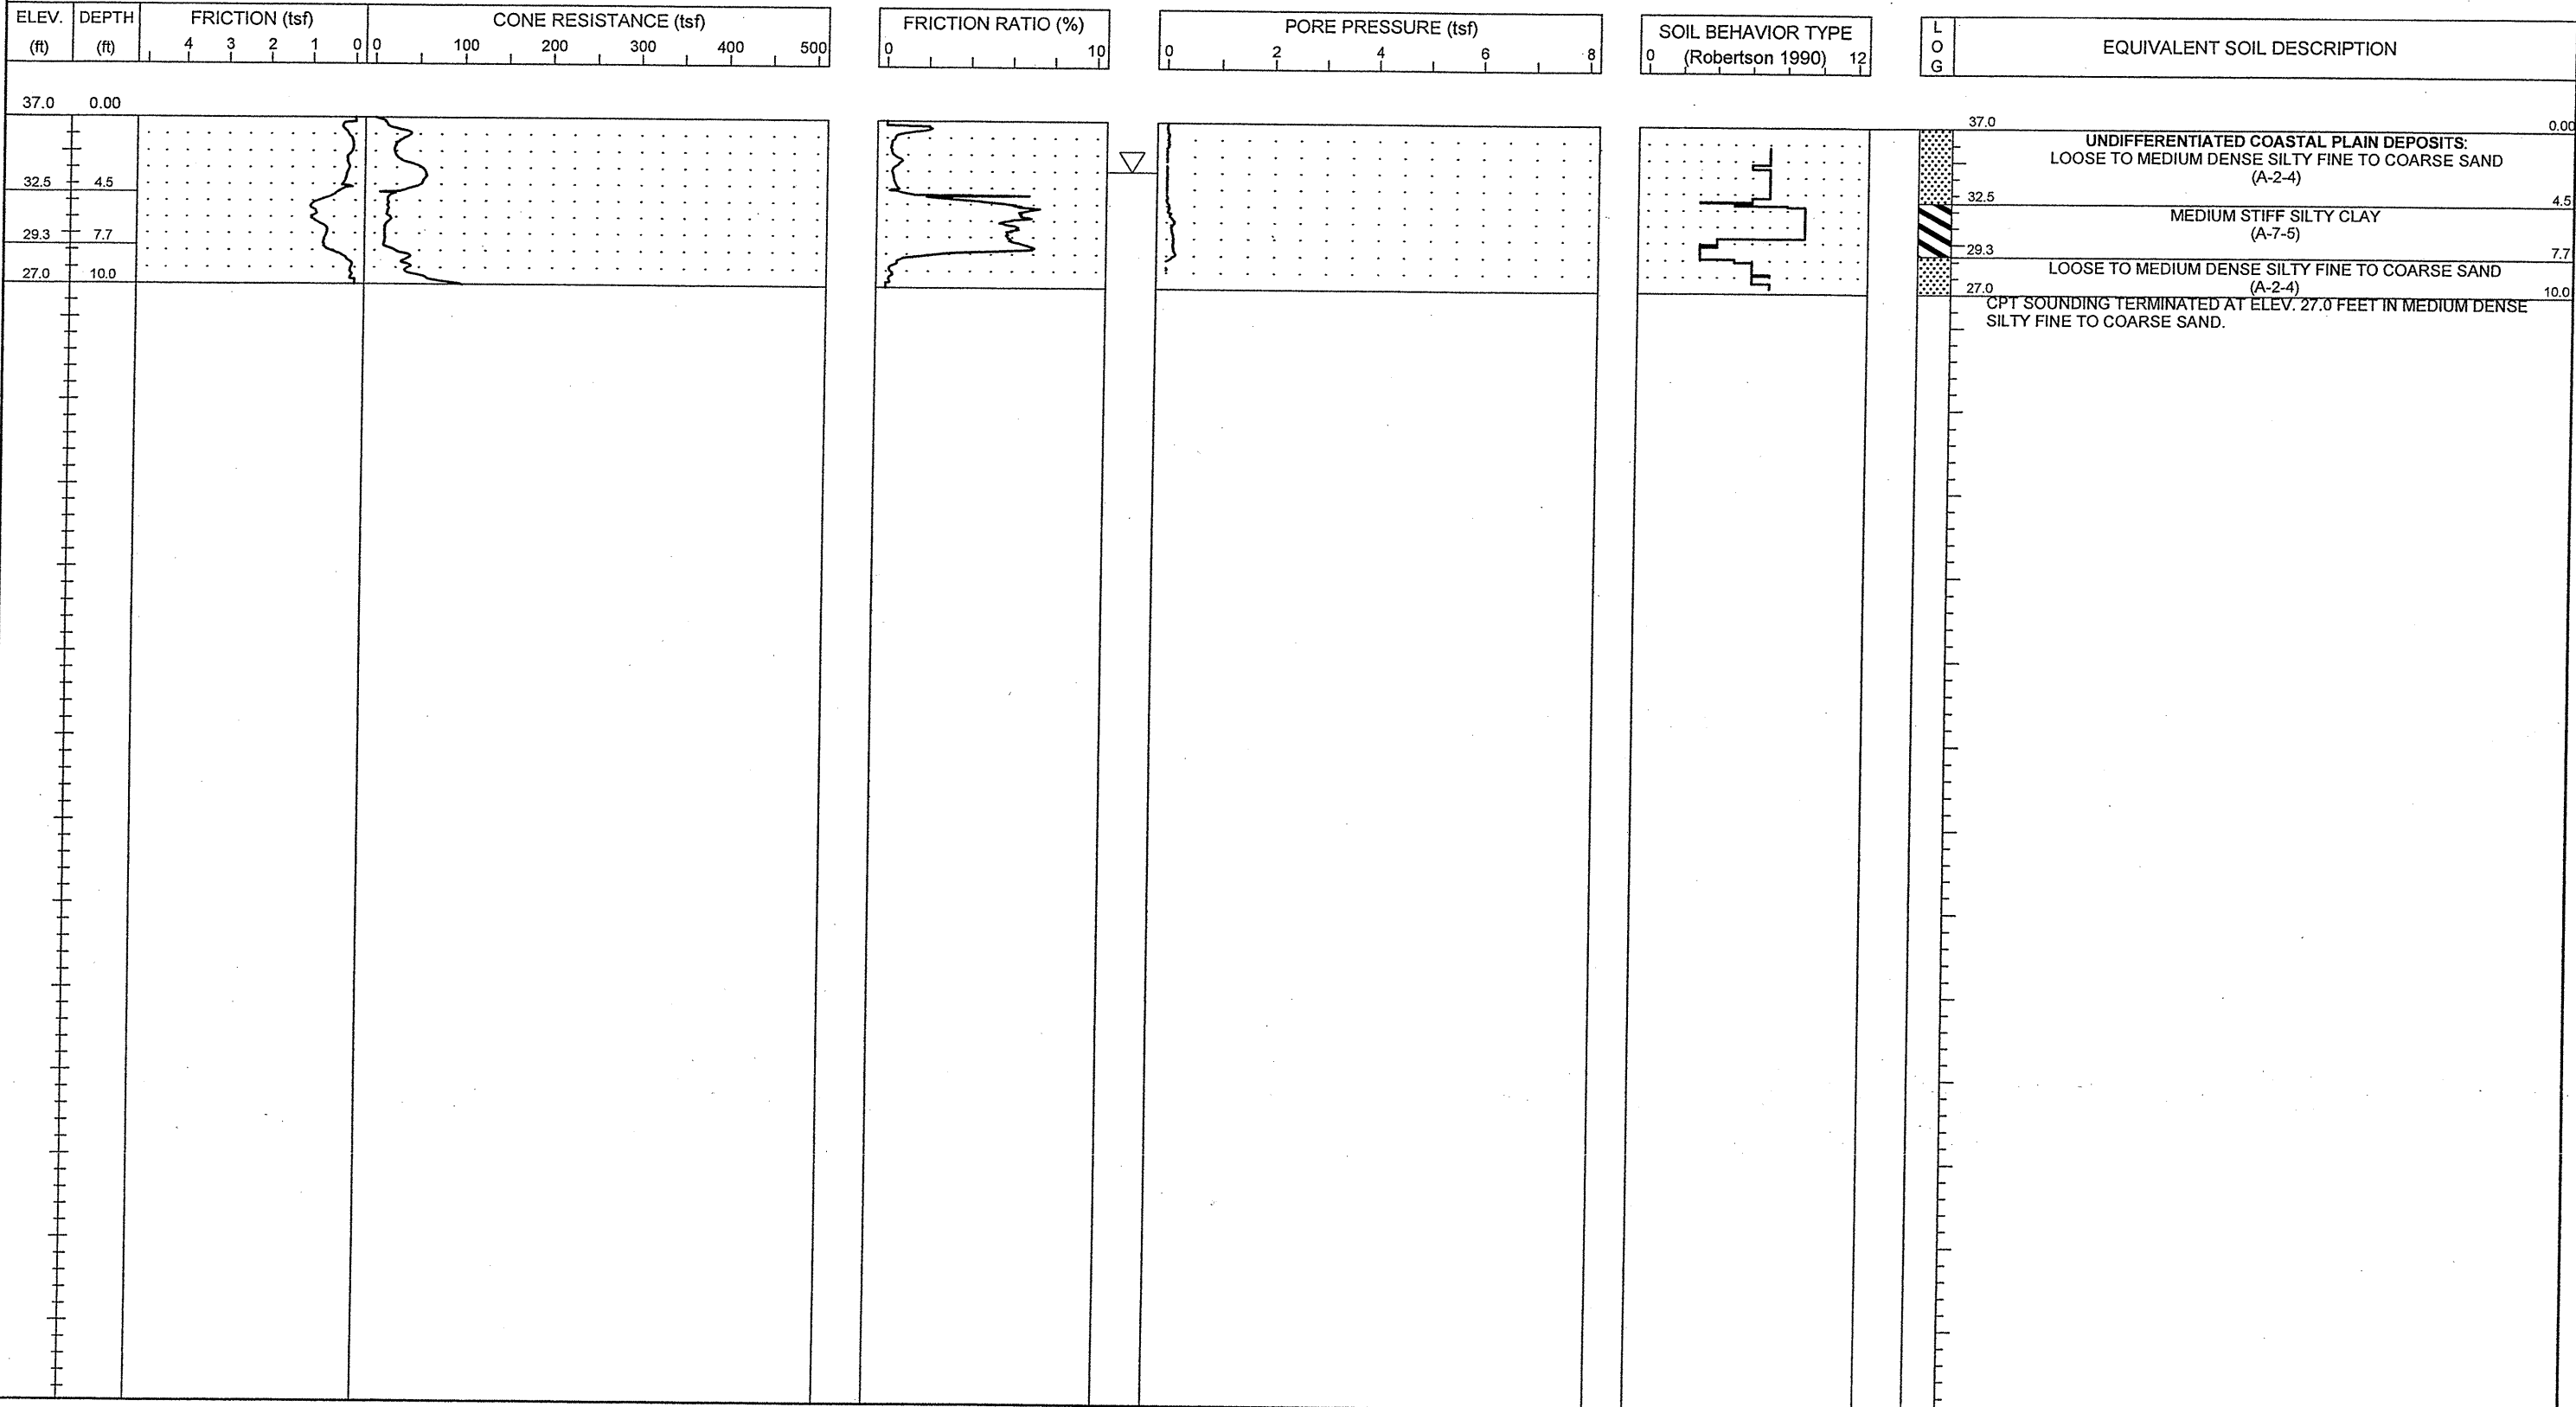 ELEV. (ft)
DEPTH (ft)
FRICTION (tsf)
4 3 2 1 0
CONE RESISTANCE (tsf)
0 100 200 300 400 500
FRICTION RATIO (%)
0 10
PORE PRESSURE (tsf)
0 2 4 6 8
SOIL BEHAVIOR TYPE
0 (Robertson 1990) 12
LOG
EQUIVALENT SOIL DESCRIPTION
37.0 0.00
32.5 4.5
29.3 7.7
27.0 10.0
37.0 0.00
UNDIFFERENTIATED COASTAL PLAIN DEPOSITS:
LOOSE TO MEDIUM DENSE SILTY FINE TO COARSE SAND
(A-2-4)
32.5 4.5
MEDIUM STIFF SILTY CLAY
(A-7-5)
29.3 7.7
LOOSE TO MEDIUM DENSE SILTY FINE TO COARSE SAND
(A-2-4)
27.0 10.0
CPT SOUNDING TERMINATED AT ELEV. 27.0 FEET IN MEDIUM DENSE
SILTY FINE TO COARSE SAND.